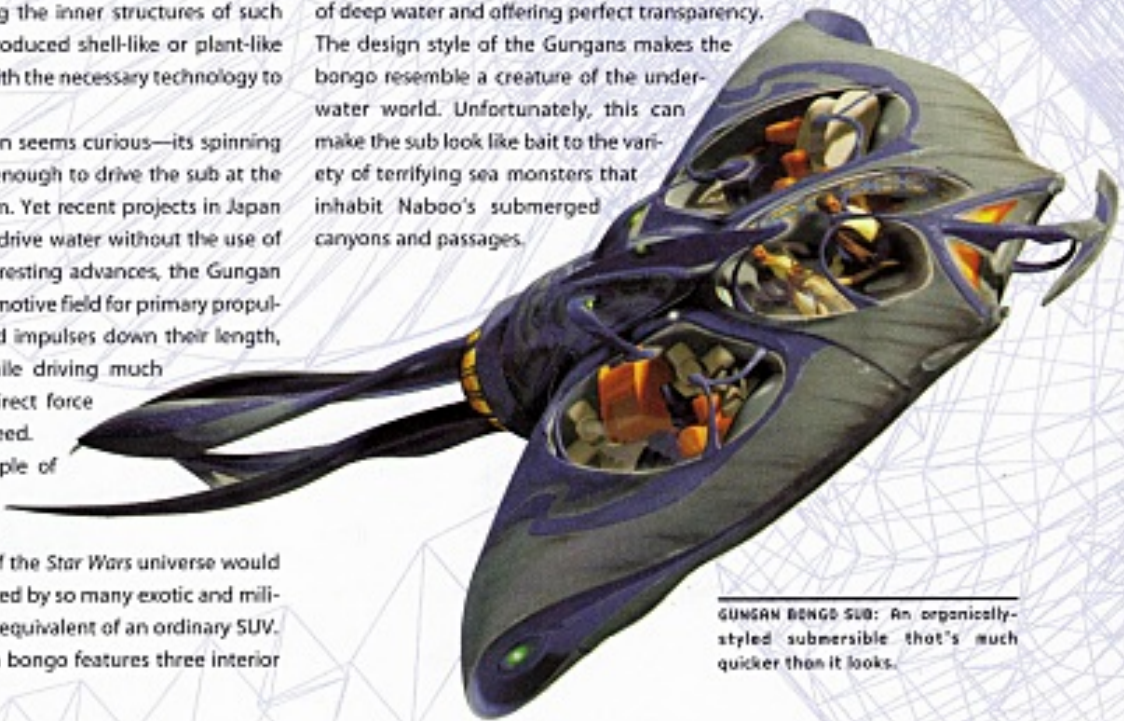 g the inner structures of such
roduced shell-like or plant-like
th the necessary technology to
n seems curious—its spinning
enough to drive the sub at the
n. Yet recent projects in Japan
drive water without the use of
resting advances, the Gungan
motive field for primary propul-
d impulses down their length,
ile driving much
irect force
eed.
ple of
f the Star Wars universe would
ed by so many exotic and mili-
equivalent of an ordinary SUV.
bongo features three interior
of deep water and offering perfect transparency.
The design style of the Gungans makes the
bongo resemble a creature of the under-
water world. Unfortunately, this can
make the sub look like bait to the vari-
ety of terrifying sea monsters that
inhabit Naboo's submerged
canyons and passages.
GUNGAN BONGO SUB: An organically-
styled submersible that's much
quicker than it looks.